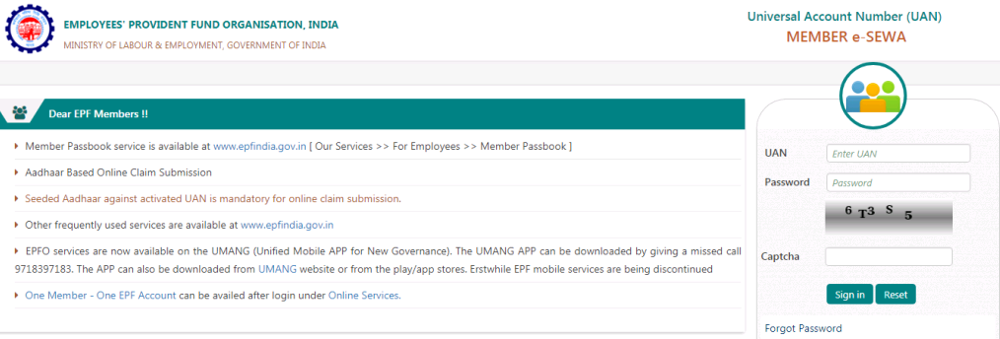 EMPLOYEES' PROVIDENT FUND ORGANISATION, INDIA
MINISTRY OF LABOUR & EMPLOYMENT, GOVERNMENT OF INDIA
Universal Account Number (UAN)
MEMBER e-SEWA
Dear EPF Members !!
Member Passbook service is available at www.epfindia.gov.in [ Our Services >> For Employees >> Member Passbook ]
Aadhaar Based Online Claim Submission
Seeded Aadhaar against activated UAN is mandatory for online claim submission.
Other frequently used services are available at www.epfindia.gov.in
EPFO services are now available on the UMANG (Unified Mobile APP for New Governance). The UMANG APP can be downloaded by giving a missed call
9718397183. The APP can also be downloaded from UMANG website or from the play/app stores. Erstwhile EPF mobile services are being discontinued
One Member - One EPF Account can be availed after login under Online Services.
UAN Enter UAN
Password Password
6 T3 S 5
Captcha
Sign in Reset
Forgot Password